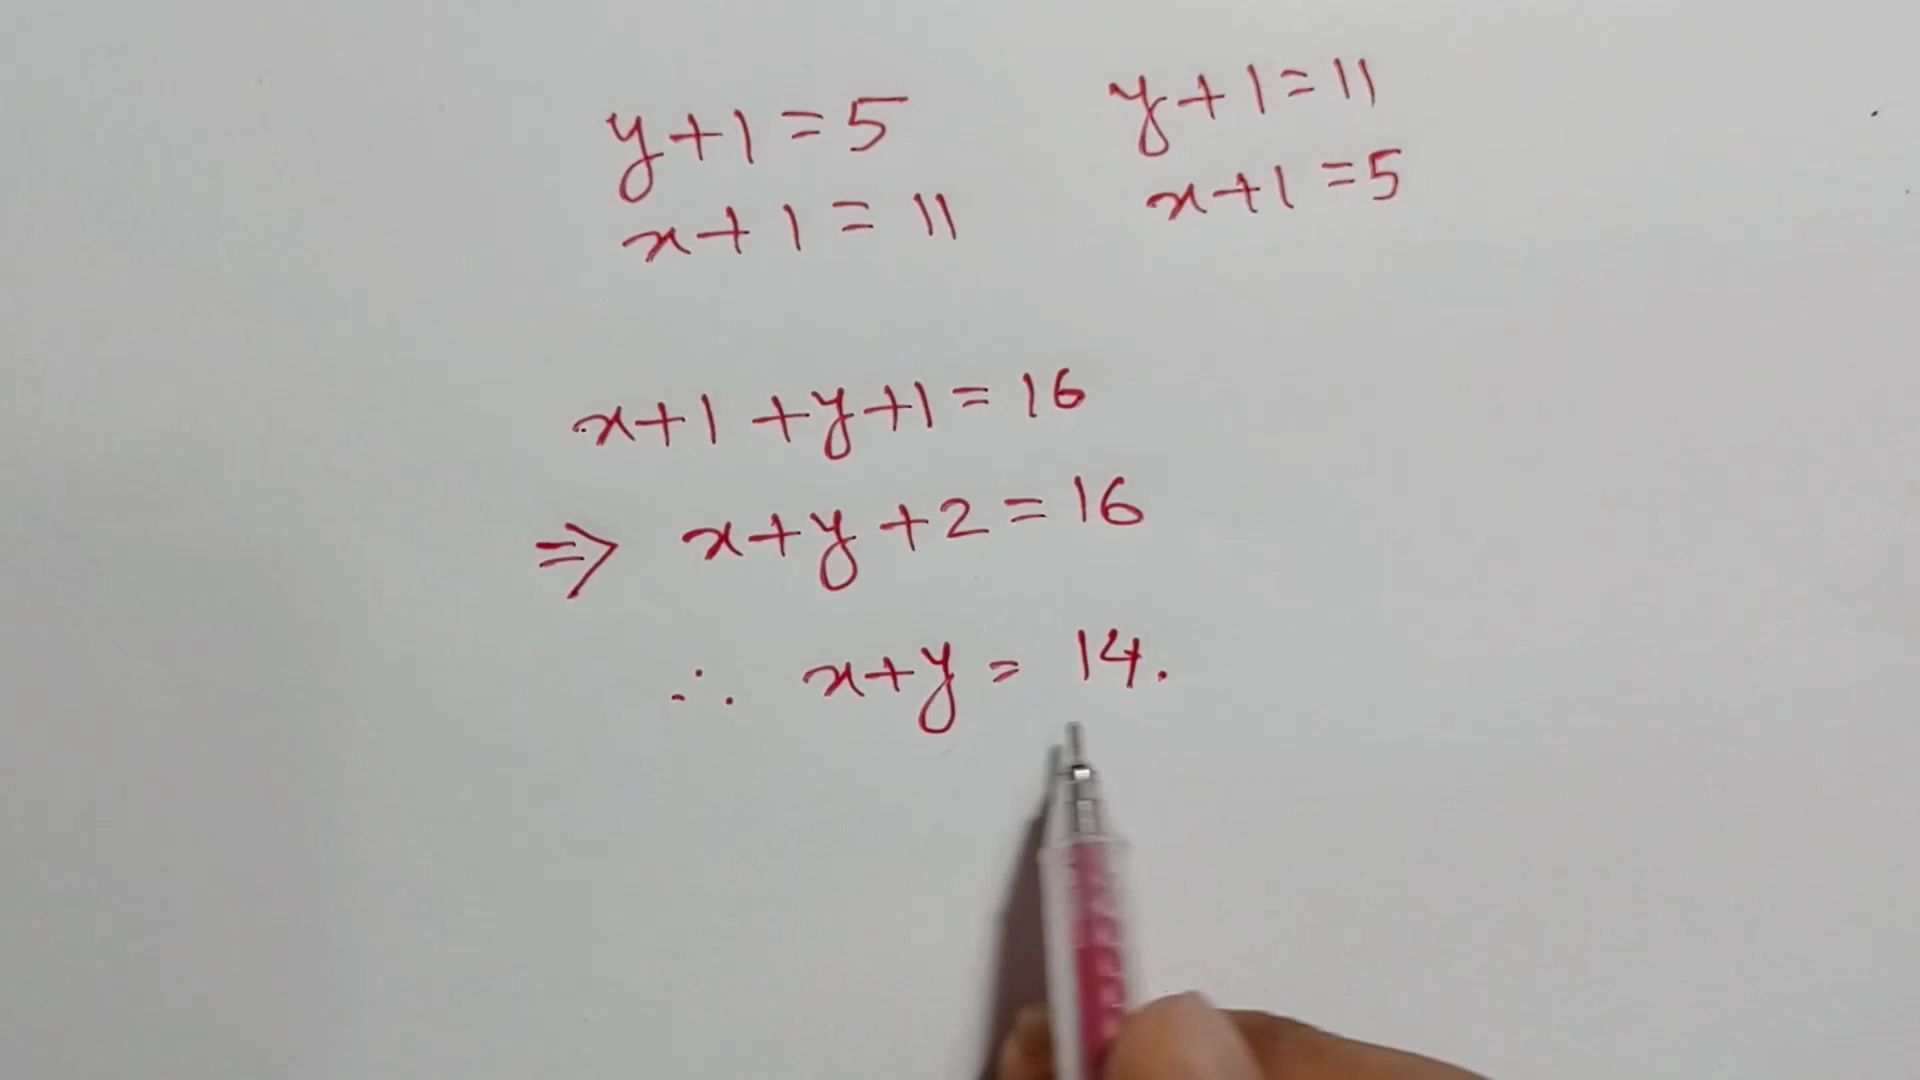 y+1=5
x+1=11
y+1=11
x+1=5
x+1+y+1=16
⇒ x+y+2=16
∴ x+y= 14.